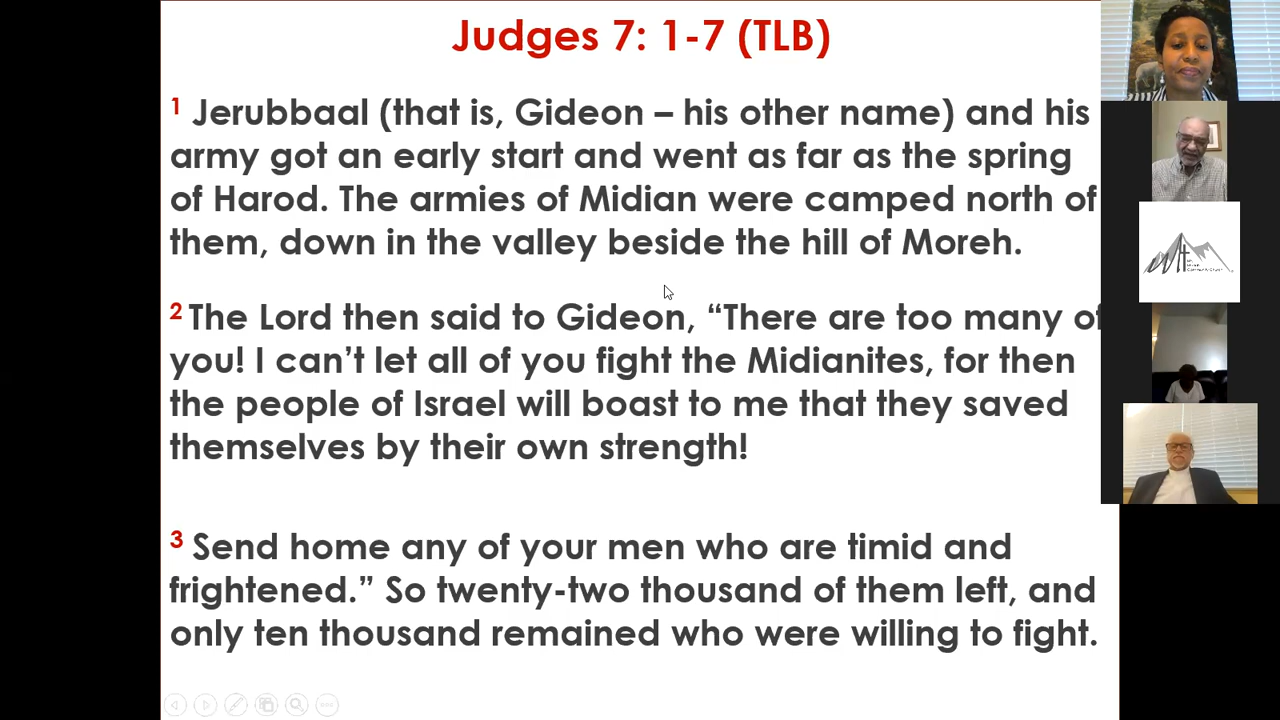 Judges 7: 1-7 (TLB)
1 Jerubbaal (that is, Gideon – his other name) and his
army got an early start and went as far as the spring
of Harod. The armies of Midian were camped north of
them, down in the valley beside the hill of Moreh.
2 The Lord then said to Gideon, “There are too many of
you! I can’t let all of you fight the Midianites, for then
the people of Israel will boast to me that they saved
themselves by their own strength!
3 Send home any of your men who are timid and
frightened.” So twenty-two thousand of them left, and
only ten thousand remained who were willing to fight.